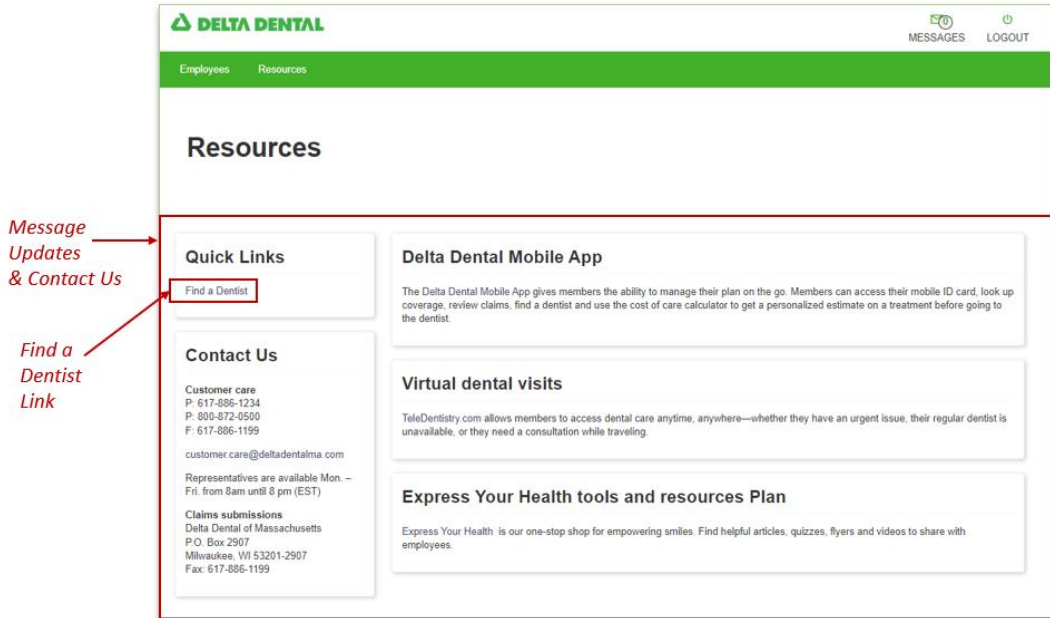 DELTA DENTAL
0
MESSAGES
LOGOUT
Employees
Resources
Resources
Message
Updates
& Contact Us
Find a
Dentist
Link
Quick Links
Find a Dentist
Contact Us
Customer care
P: 617-886-1234
P: 800-872-0500
F: 617-886-1199
customer.care@deltadentalma.com
Representatives are available Mon. –
Fri. from 8am until 8 pm (EST)
Claims submissions
Delta Dental of Massachusetts
P.O. Box 2907
Milwaukee, WI 53201-2907
Fax: 617-886-1199
Delta Dental Mobile App
The Delta Dental Mobile App gives members the ability to manage their plan on the go. Members can access their mobile ID card, look up
coverage, review claims, find a dentist and use the cost of care calculator to get a personalized estimate on a treatment before going to
the dentist.
Virtual dental visits
TeleDentistry.com allows members to access dental care anytime, anywhere—whether they have an urgent issue, their regular dentist is
unavailable, or they need a consultation while traveling.
Express Your Health tools and resources Plan
Express Your Health is our one-stop shop for empowering smiles. Find helpful articles, quizzes, flyers and videos to share with
employees.